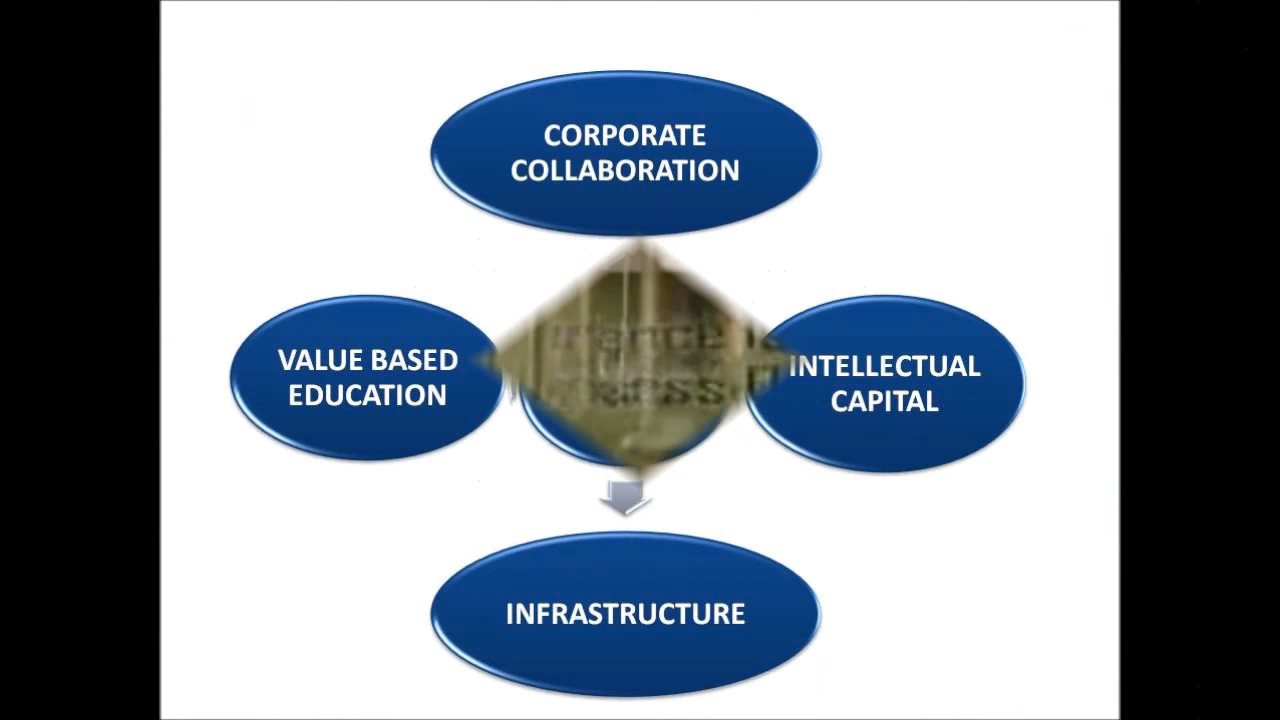 CORPORATE
COLLABORATION
VALUE BASED
EDUCATION
INTELLECTUAL
CAPITAL
INFRASTRUCTURE